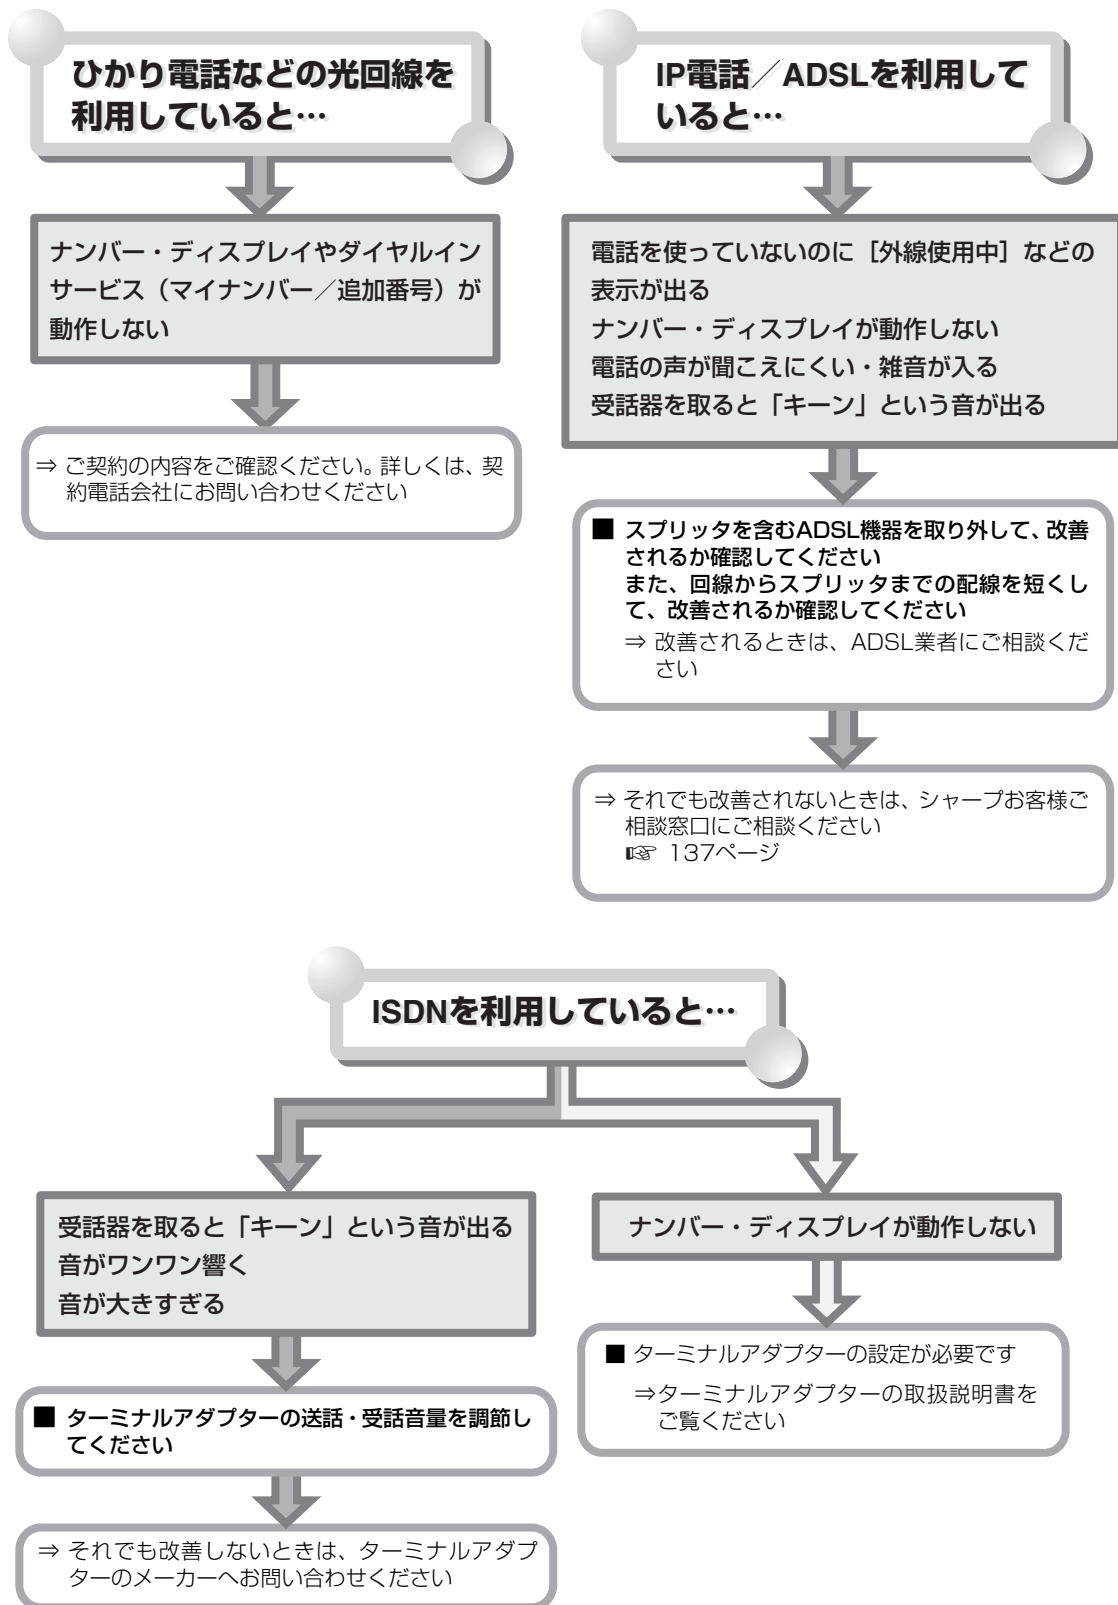 ひかり電話などの光回線を
利用していると…
ナンバー・ディスプレイやダイヤルイン
サービス（マイナンバー／追加番号）が
動作しない
⇒ ご契約の内容をご確認ください。詳しくは、契
約電話会社にお問い合わせください
IP電話／ADSLを利用して
いると…
電話を使っていないのに［外線使用中］などの
表示が出る
ナンバー・ディスプレイが動作しない
電話の声が聞こえにくい・雑音が入る
受話器を取ると「キーン」という音が出る
■ スプリッタを含むADSL機器を取り外して、改善
されるか確認してください
また、回線からスプリッタまでの配線を短くし
て、改善されるか確認してください
⇒ 改善されるときは、ADSL業者にご相談くだ
さい
⇒ それでも改善されないときは、シャープお客様ご
相談窓口にご相談ください
☞ 137ページ
ISDNを利用していると…
受話器を取ると「キーン」という音が出る
音がワンワン響く
音が大きすぎる
■ ターミナルアダプターの送話・受話音量を調節し
てください
⇒ それでも改善しないときは、ターミナルアダプ
ターのメーカーへお問い合わせください
ナンバー・ディスプレイが動作しない
■ ターミナルアダプターの設定が必要です
⇒ターミナルアダプターの取扱説明書を
ご覧ください